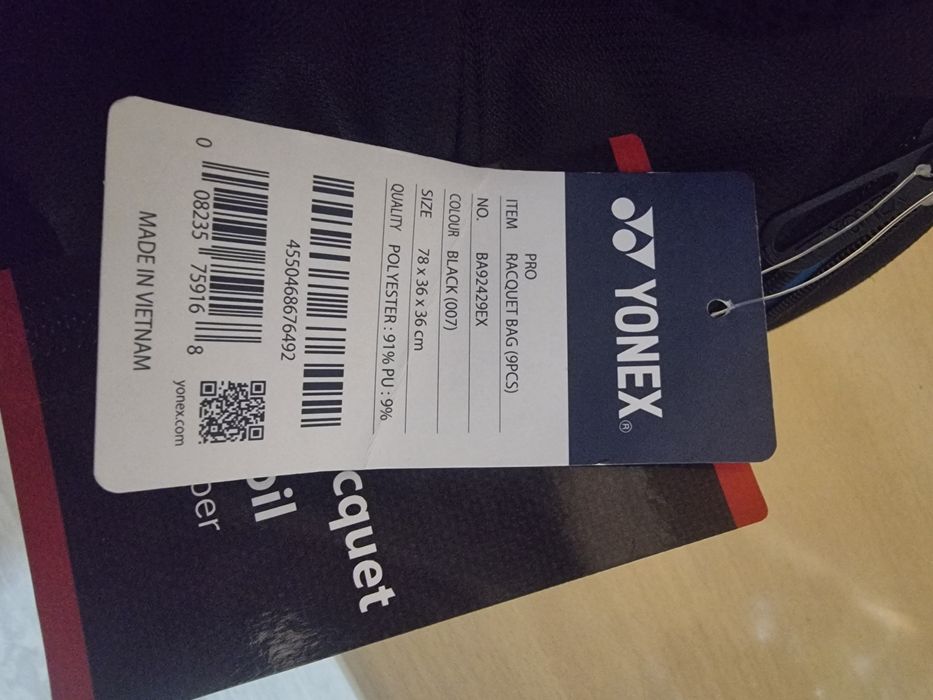 YONEX®
PRO
ITEM RACQUET BAG (9PCS)
NO. BA92429EX
COLOUR BLACK (007)
SIZE 78 x 36 x 36 cm
QUALITY POLYESTER : 91% PU : 9%
4550468676492
0 08235 75916 8
yonex.com
MADE IN VIETNAM
cquet
oil
per